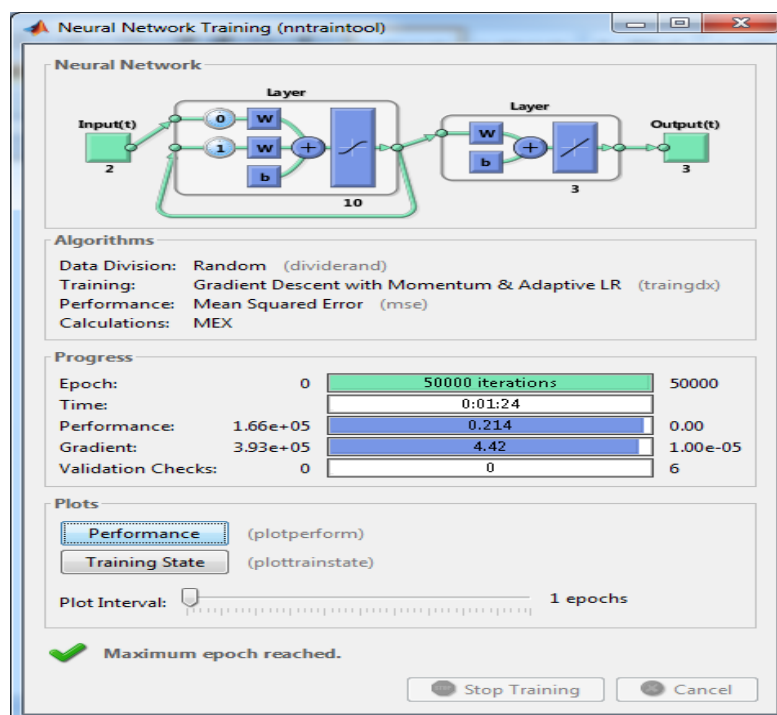 Neural Network Training (nntraintool)
Neural Network
Layer
Layer
Input(t)
Output(t)
0 W
1 W
b
W
b
2
10
3
3
Algorithms
Data Division: Random (dividerand)
Training: Gradient Descent with Momentum & Adaptive LR (traingdx)
Performance: Mean Squared Error (mse)
Calculations: MEX
Progress
Epoch: 0 50000 iterations 50000
Time: 0:01:24
Performance: 1.66e+05 0.214 0.00
Gradient: 3.93e+05 4.42 1.00e-05
Validation Checks: 0 0 6
Plots
Performance (plotperform)
Training State (plottrainstate)
Plot Interval: 1 epochs
Maximum epoch reached.
Stop Training Cancel